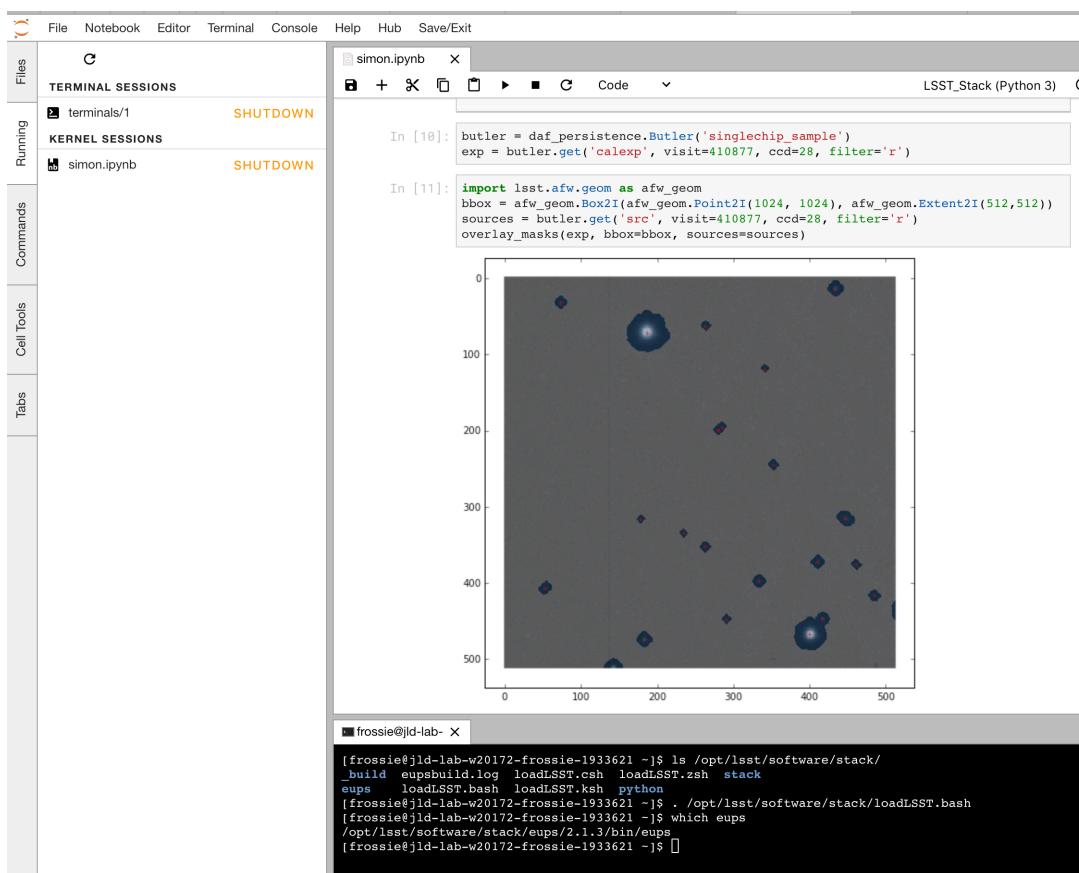 File Notebook Editor Terminal Console Help Hub Save/Exit
Files
Running
Commands
Cell Tools
Tabs
TERMINAL SESSIONS
terminals/1 SHUTDOWN
KERNEL SESSIONS
nb simon.ipynb SHUTDOWN
simon.ipynb
Code LSST_Stack (Python 3)
In [10]: butler = daf_persistence.Butler('singlechip_sample')
exp = butler.get('calexp', visit=410877, ccd=28, filter='r')
In [11]: import lsst.afw.geom as afw_geom
bbox = afw_geom.Box2I(afw_geom.Point2I(1024, 1024), afw_geom.Extent2I(512,512))
sources = butler.get('src', visit=410877, ccd=28, filter='r')
overlay_masks(exp, bbox=bbox, sources=sources)
0
100
200
300
400
500
0 100 200 300 400 500
frossie@jld-lab-
[frossie@jld-lab-w20172-frossie-1933621 ~]$ ls /opt/lsst/software/stack/
_build eupsbuild.log loadLSST.csh loadLSST.zsh stack
eups loadLSST.bash loadLSST.ksh python
[frossie@jld-lab-w20172-frossie-1933621 ~]$ . /opt/lsst/software/stack/loadLSST.bash
[frossie@jld-lab-w20172-frossie-1933621 ~]$ which eups
/opt/lsst/software/stack/eups/2.1.3/bin/eups
[frossie@jld-lab-w20172-frossie-1933621 ~]$